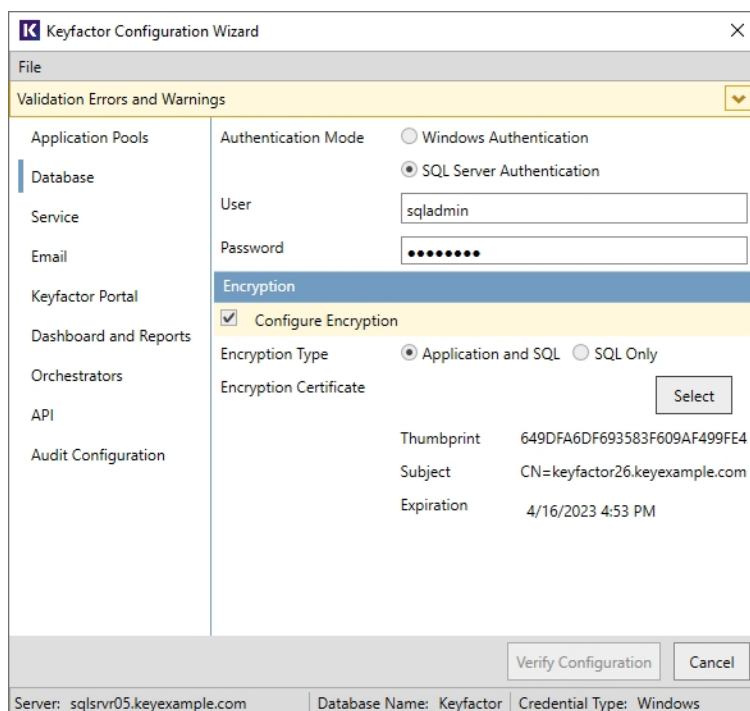 Keyfactor Configuration Wizard
File
Validation Errors and Warnings
Application Pools
Database
Service
Email
Keyfactor Portal
Dashboard and Reports
Orchestrators
API
Audit Configuration
Authentication Mode
Windows Authentication
SQL Server Authentication
User
sqladmin
Password
••••••••
Encryption
Configure Encryption
Encryption Type
Application and SQL
SQL Only
Encryption Certificate
Select
Thumbprint 649DFA6DF693583F609AF499FE4
Subject CN=keyfactor26.keyexample.com
Expiration 4/16/2023 4:53 PM
Verify Configuration
Cancel
Server: sqlsrvr05.keyexample.com
Database Name: Keyfactor
Credential Type: Windows